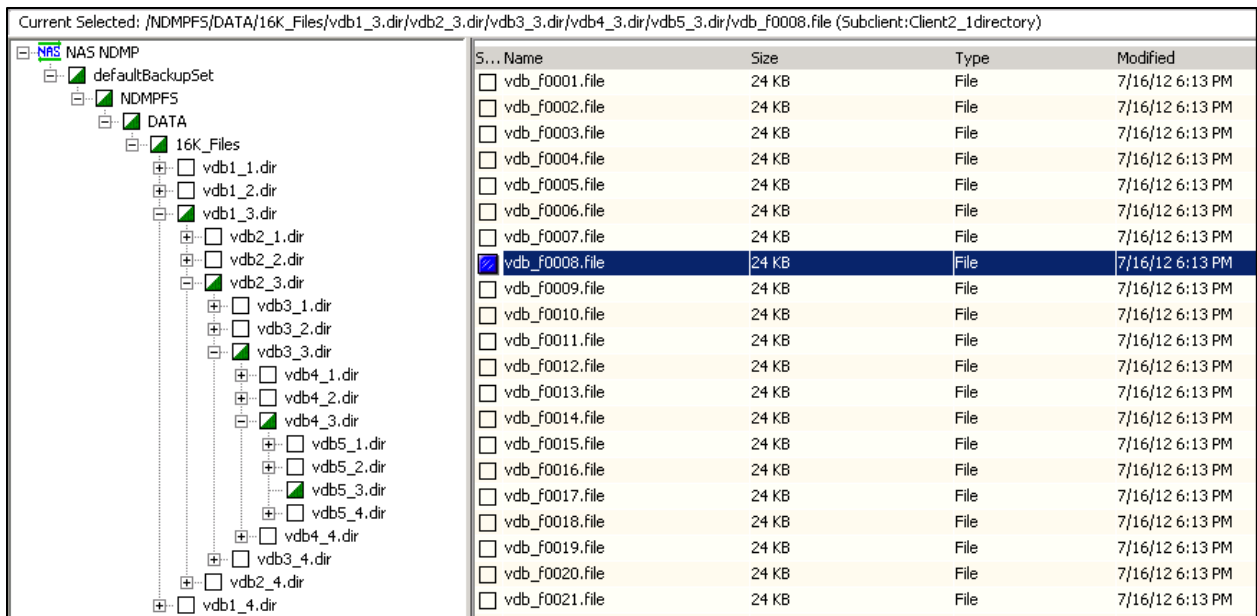 Current Selected: /NDMPFS/DATA/16K_Files/vdb1_3.dir/vdb2_3.dir/vdb3_3.dir/vdb4_3.dir/vdb5_3.dir/vdb_f0008.file (Subclient:Client2_1directory)
NAS NAS NDMP
defaultBackupSet
NDMPFS
DATA
16K_Files
vdb1_1.dir
vdb1_2.dir
vdb1_3.dir
vdb2_1.dir
vdb2_2.dir
vdb2_3.dir
vdb3_1.dir
vdb3_2.dir
vdb3_3.dir
vdb4_1.dir
vdb4_2.dir
vdb4_3.dir
vdb5_1.dir
vdb5_2.dir
vdb5_3.dir
vdb5_4.dir
vdb4_4.dir
vdb3_4.dir
vdb2_4.dir
vdb1_4.dir
S... Name Size Type Modified
vdb_f0001.file 24 KB File 7/16/12 6:13 PM
vdb_f0002.file 24 KB File 7/16/12 6:13 PM
vdb_f0003.file 24 KB File 7/16/12 6:13 PM
vdb_f0004.file 24 KB File 7/16/12 6:13 PM
vdb_f0005.file 24 KB File 7/16/12 6:13 PM
vdb_f0006.file 24 KB File 7/16/12 6:13 PM
vdb_f0007.file 24 KB File 7/16/12 6:13 PM
vdb_f0008.file 24 KB File 7/16/12 6:13 PM
vdb_f0009.file 24 KB File 7/16/12 6:13 PM
vdb_f0010.file 24 KB File 7/16/12 6:13 PM
vdb_f0011.file 24 KB File 7/16/12 6:13 PM
vdb_f0012.file 24 KB File 7/16/12 6:13 PM
vdb_f0013.file 24 KB File 7/16/12 6:13 PM
vdb_f0014.file 24 KB File 7/16/12 6:13 PM
vdb_f0015.file 24 KB File 7/16/12 6:13 PM
vdb_f0016.file 24 KB File 7/16/12 6:13 PM
vdb_f0017.file 24 KB File 7/16/12 6:13 PM
vdb_f0018.file 24 KB File 7/16/12 6:13 PM
vdb_f0019.file 24 KB File 7/16/12 6:13 PM
vdb_f0020.file 24 KB File 7/16/12 6:13 PM
vdb_f0021.file 24 KB File 7/16/12 6:13 PM